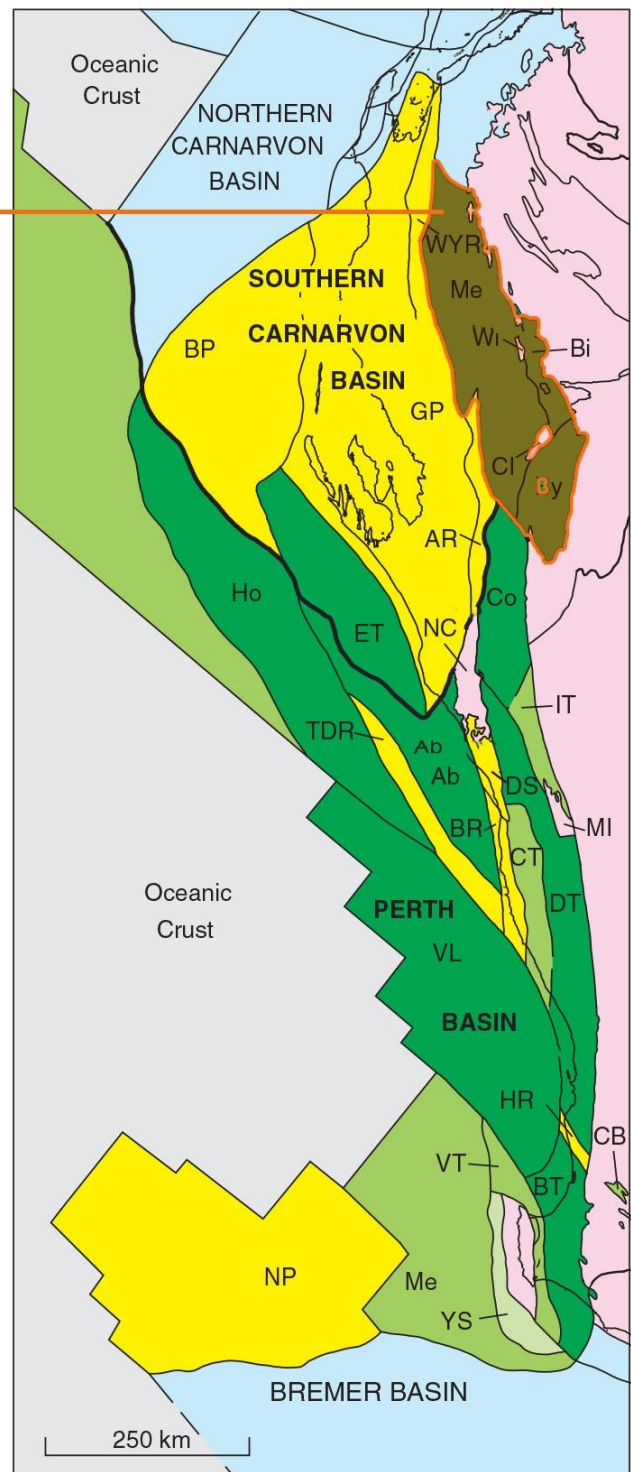 Oceanic
Crust
NORTHERN
CARNARVON
BASIN
WYR
SOUTHERN
Me
CARNARVON
Wi
Bi
BP
BASIN
GP
Cl
By
AR
Ho
Co
ET
NC
IT
TDR
Ab
Ab
DS
BR
MI
CT
Oceanic
Crust
PERTH
DT
VL
BASIN
HR
CB
VT
BT
NP
Me
YS
BREMER BASIN
250 km